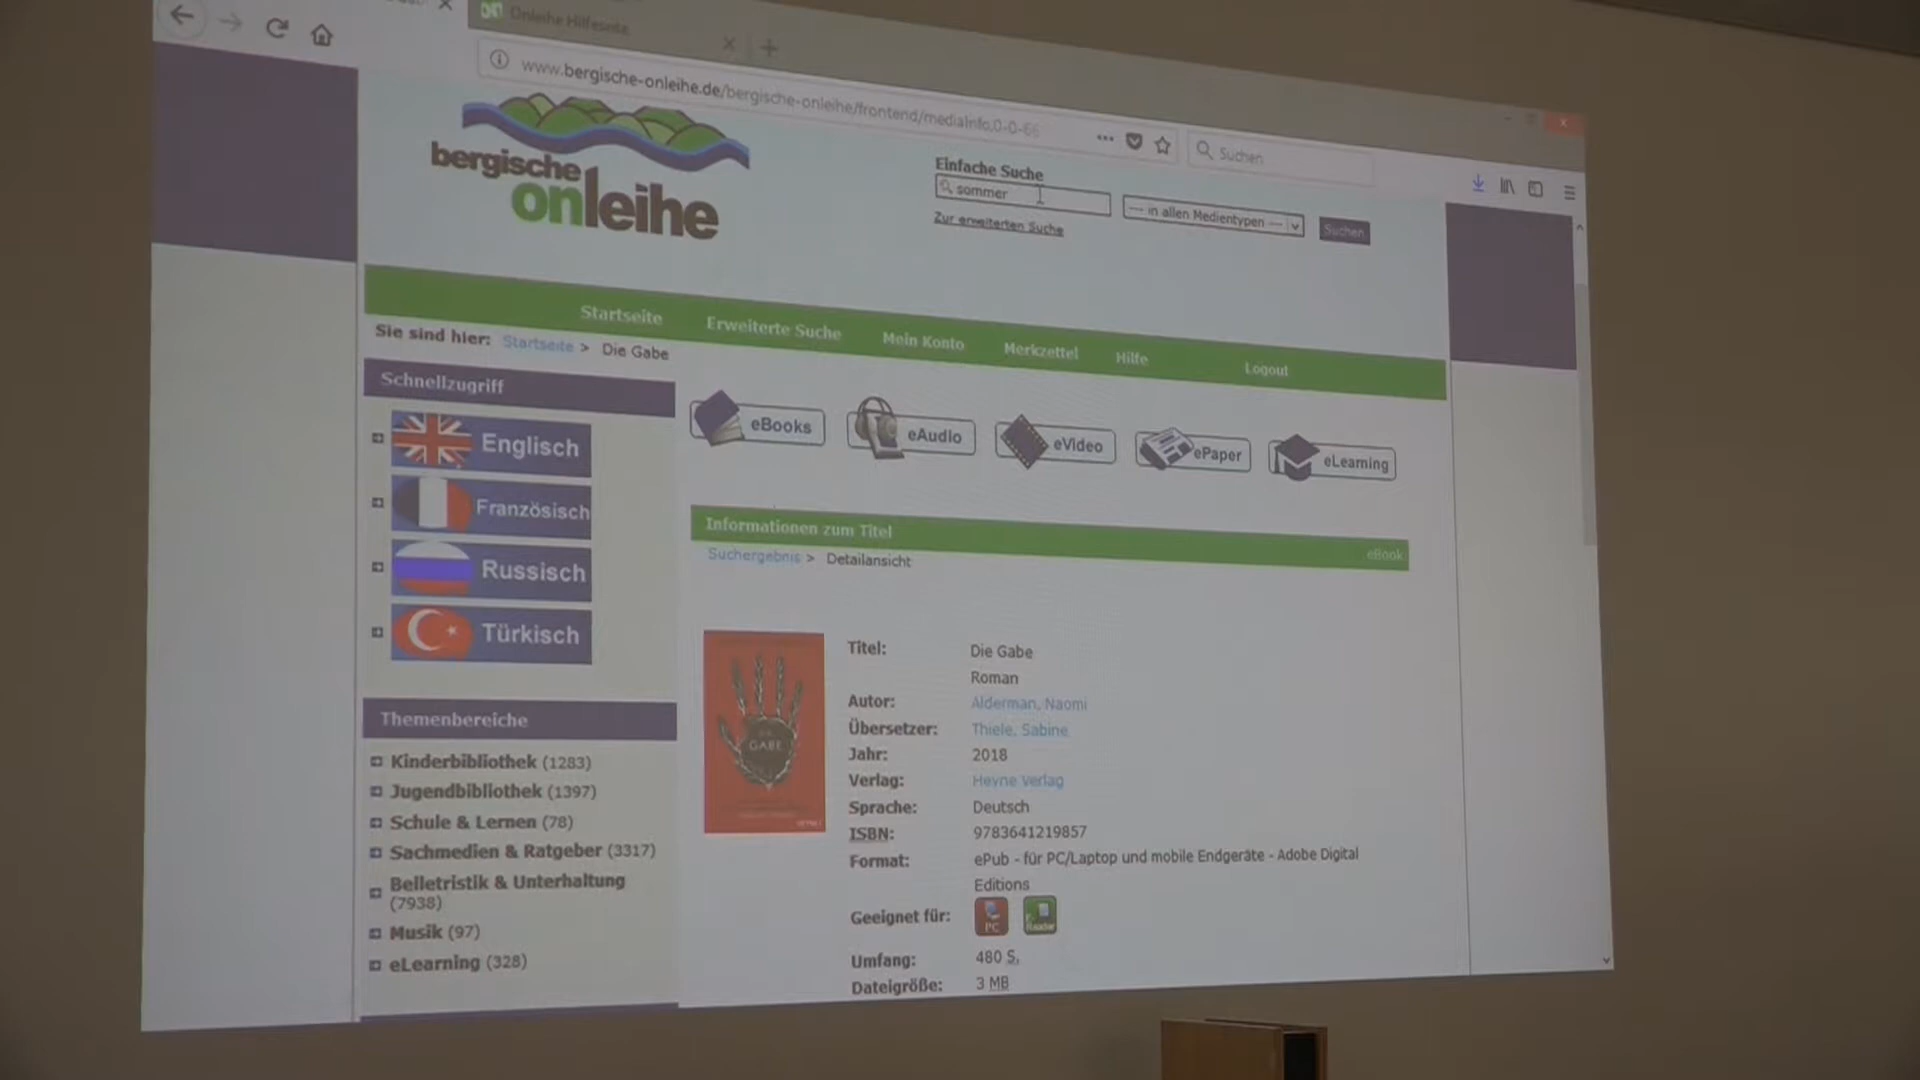 Onleihe Hilfeseite
www.bergische-onleihe.de/bergische-onleihe/frontend/mediaInfo,0-0-66
Suchen
bergische
onleihe
Einfache Suche
sommer
--- in allen Medientypen ---
Suchen
Zur erweiterten Suche
Startseite
Erweiterte Suche
Mein Konto
Merkzettel
Hilfe
Logout
Sie sind hier: Startseite > Die Gabe
Schnellzugriff
Englisch
Französisch
Russisch
Türkisch
Themenbereiche
Kinderbibliothek (1283)
Jugendbibliothek (1397)
Schule & Lernen (78)
Sachmedien & Ratgeber (3317)
Belletristik & Unterhaltung
(7938)
Musik (97)
eLearning (328)
eBooks
eAudio
eVideo
ePaper
eLearning
Informationen zum Titel
eBook
Suchergebnis > Detailansicht
GABE
Titel: Die Gabe
Roman
Autor: Alderman, Naomi
Übersetzer: Thiele, Sabine
Jahr: 2018
Verlag: Heyne Verlag
Sprache: Deutsch
ISBN: 9783641219857
Format: ePub - für PC/Laptop und mobile Endgeräte - Adobe Digital
Editions
Geeignet für: PC E-Reader
Umfang: 480 S.
Dateigröße: 3 MB